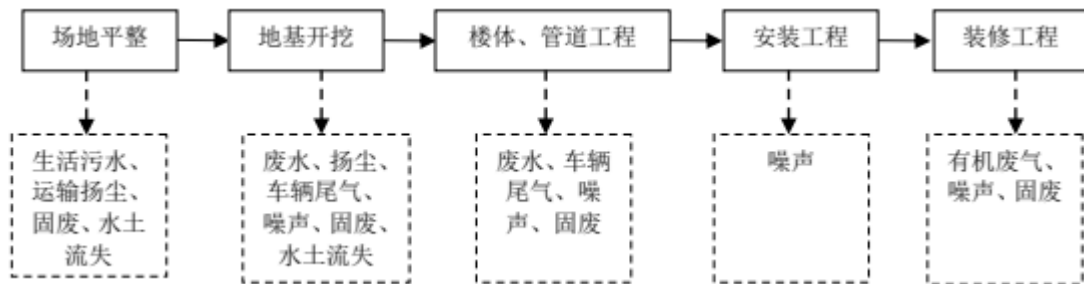 场地平整
地基开挖
楼体、管道工程
安装工程
装修工程
生活污水、
运输扬尘、
固废、水土
流失
废水、扬尘、
车辆尾气、
噪声、固废、
水土流失
废水、车辆
尾气、噪
声、固废
噪声
有机废气、
噪声、固废